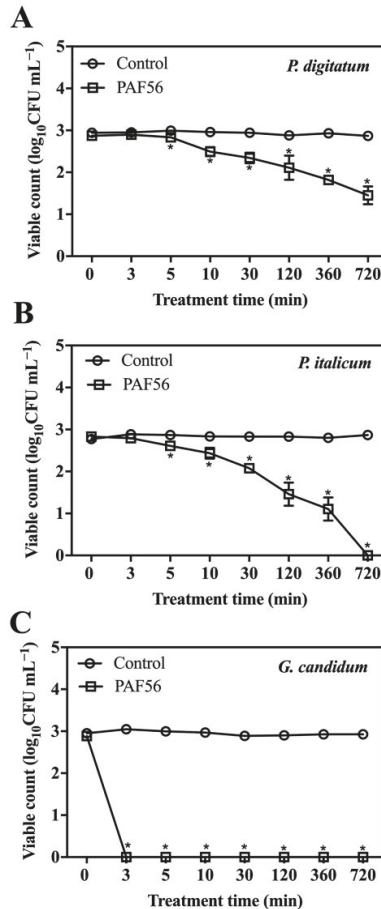 A
Control
P. digitatum
PAF56
Viable count (log10CFU mL−1)
5
4
3
2
1
0
* * * * * *
0 3 5 10 30 120 360 720
Treatment time (min)
B
Control
P. italicum
PAF56
Viable count (log10CFU mL−1)
5
4
3
2
1
0
* * * * * *
0 3 5 10 30 120 360 720
Treatment time (min)
C
Control
G. candidum
PAF56
Viable count (log10CFU mL−1)
5
4
3
2
1
0
* * * * * * *
0 3 5 10 30 120 360 720
Treatment time (min)